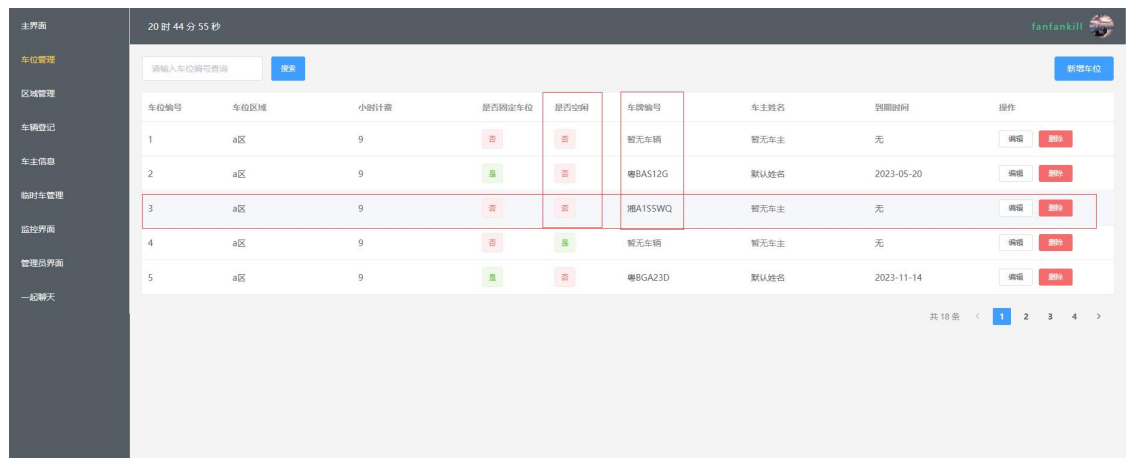 主界面
车位管理
区域管理
车辆登记
车主信息
临时车管理
监控界面
管理员界面
一起聊天
20 时 44 分 55 秒
fanfankill
请输入车位编号查询 搜索 新增车位
车位编号 车位区域 小时计费 是否固定车位 是否空闲 车牌编号 车主姓名 到期时间 操作
1 a区 9 否 否 暂无车辆 暂无车主 无 编辑 删除
2 a区 9 是 否 粤BAS12G 默认姓名 2023-05-20 编辑 删除
3 a区 9 否 否 湘A1S5WQ 暂无车主 无 编辑 删除
4 a区 9 否 是 暂无车辆 暂无车主 无 编辑 删除
5 a区 9 是 否 粤BGA23D 默认姓名 2023-11-14 编辑 删除
共 18 条 < 1 2 3 4 >